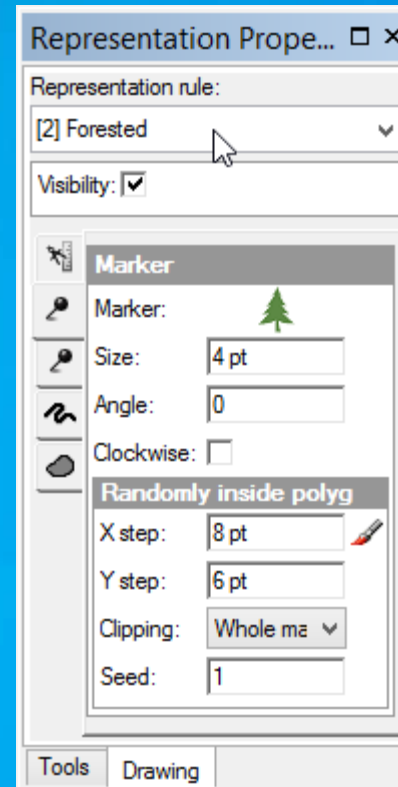 Representation Prope...
Representation rule:
[2] Forested
Visibility:
Marker
Marker:
Size: 4 pt
Angle: 0
Clockwise:
Randomly inside polyg
X step: 8 pt
Y step: 6 pt
Clipping: Whole ma
Seed: 1
Tools Drawing